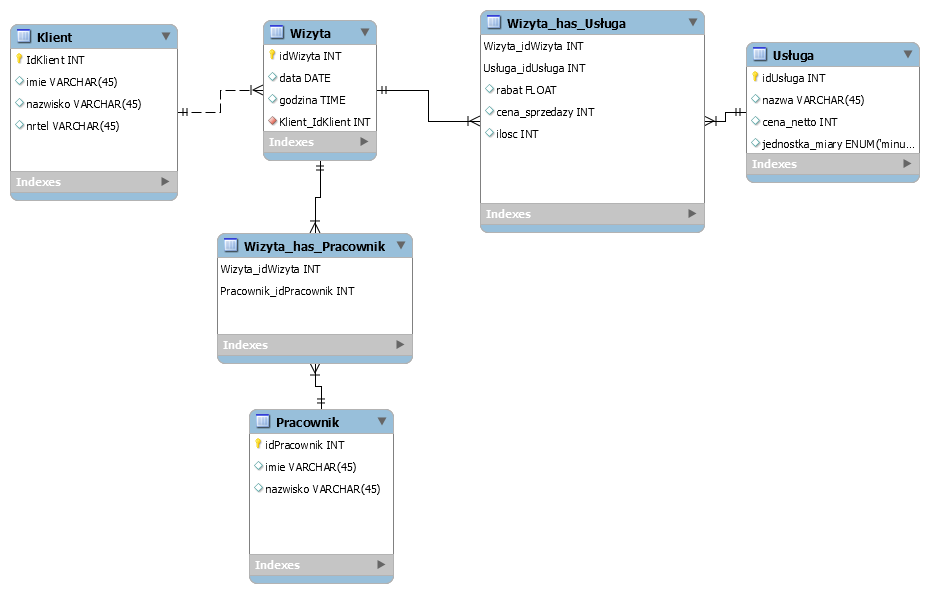 Klient
IdKlient INT
imie VARCHAR(45)
nazwisko VARCHAR(45)
nrtel VARCHAR(45)
Indexes
Wizyta
idWizyta INT
data DATE
godzina TIME
Klient_IdKlient INT
Indexes
Wizyta_has_Usługa
Wizyta_idWizyta INT
Usługa_idUsługa INT
rabat FLOAT
cena_sprzedazy INT
ilosc INT
Indexes
Usługa
idUsługa INT
nazwa VARCHAR(45)
cena_netto INT
jednostka_miary ENUM('minu...
Indexes
Wizyta_has_Pracownik
Wizyta_idWizyta INT
Pracownik_idPracownik INT
Indexes
Pracownik
idPracownik INT
imie VARCHAR(45)
nazwisko VARCHAR(45)
Indexes